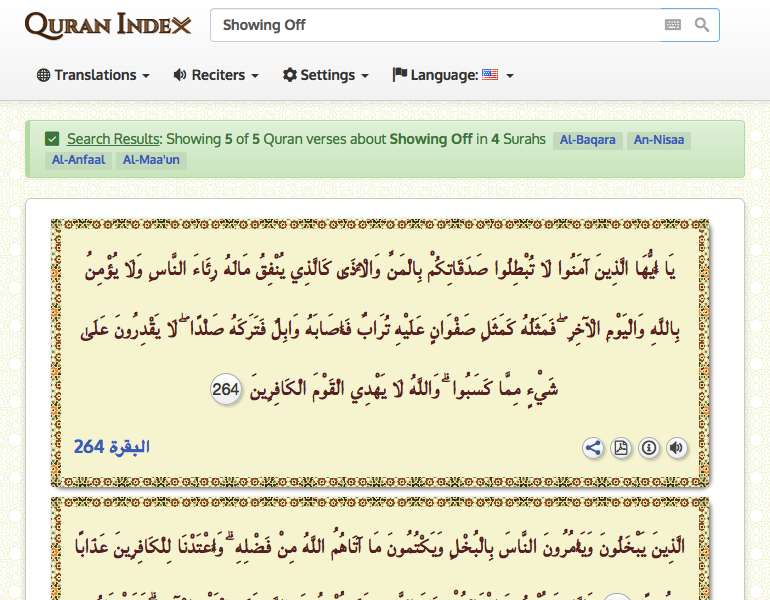 QURAN INDEX
Showing Off
Translations
Reciters
Settings
Language:
Search Results: Showing 5 of 5 Quran verses about Showing Off in 4 Surahs Al-Baqara An-Nisaa
Al-Anfaal Al-Maa'un
يَا أَيُّهَا الَّذِينَ آمَنُوا لَا تُبْطِلُوا صَدَقَاتِكُمْ بِالْمَنِّ وَالْأَذَى كَالَّذِي يُنْفِقُ مَالَهُ رِئَاءَ النَّاسِ وَلَا يُؤْمِنُ
بِاللَّهِ وَالْيَوْمِ الْآخِرِ ۖ فَمَثَلُهُ كَمَثَلِ صَفْوَانٍ عَلَيْهِ تُرَابٌ فَأَصَابَهُ وَابِلٌ فَتَرَكَهُ صَلْدًا ۖ لَا يَقْدِرُونَ عَلَى
شَيْءٍ مِمَّا كَسَبُوا ۗ وَاللَّهُ لَا يَهْدِي الْقَوْمَ الْكَافِرِينَ 264
البقرة 264
الَّذِينَ يَبْخَلُونَ وَيَأْمُرُونَ النَّاسَ بِالْبُخْلِ وَيَكْتُمُونَ مَا آتَاهُمُ اللَّهُ مِنْ فَضْلِهِ ۗ وَأَعْتَدْنَا لِلْكَافِرِينَ عَذَابًا